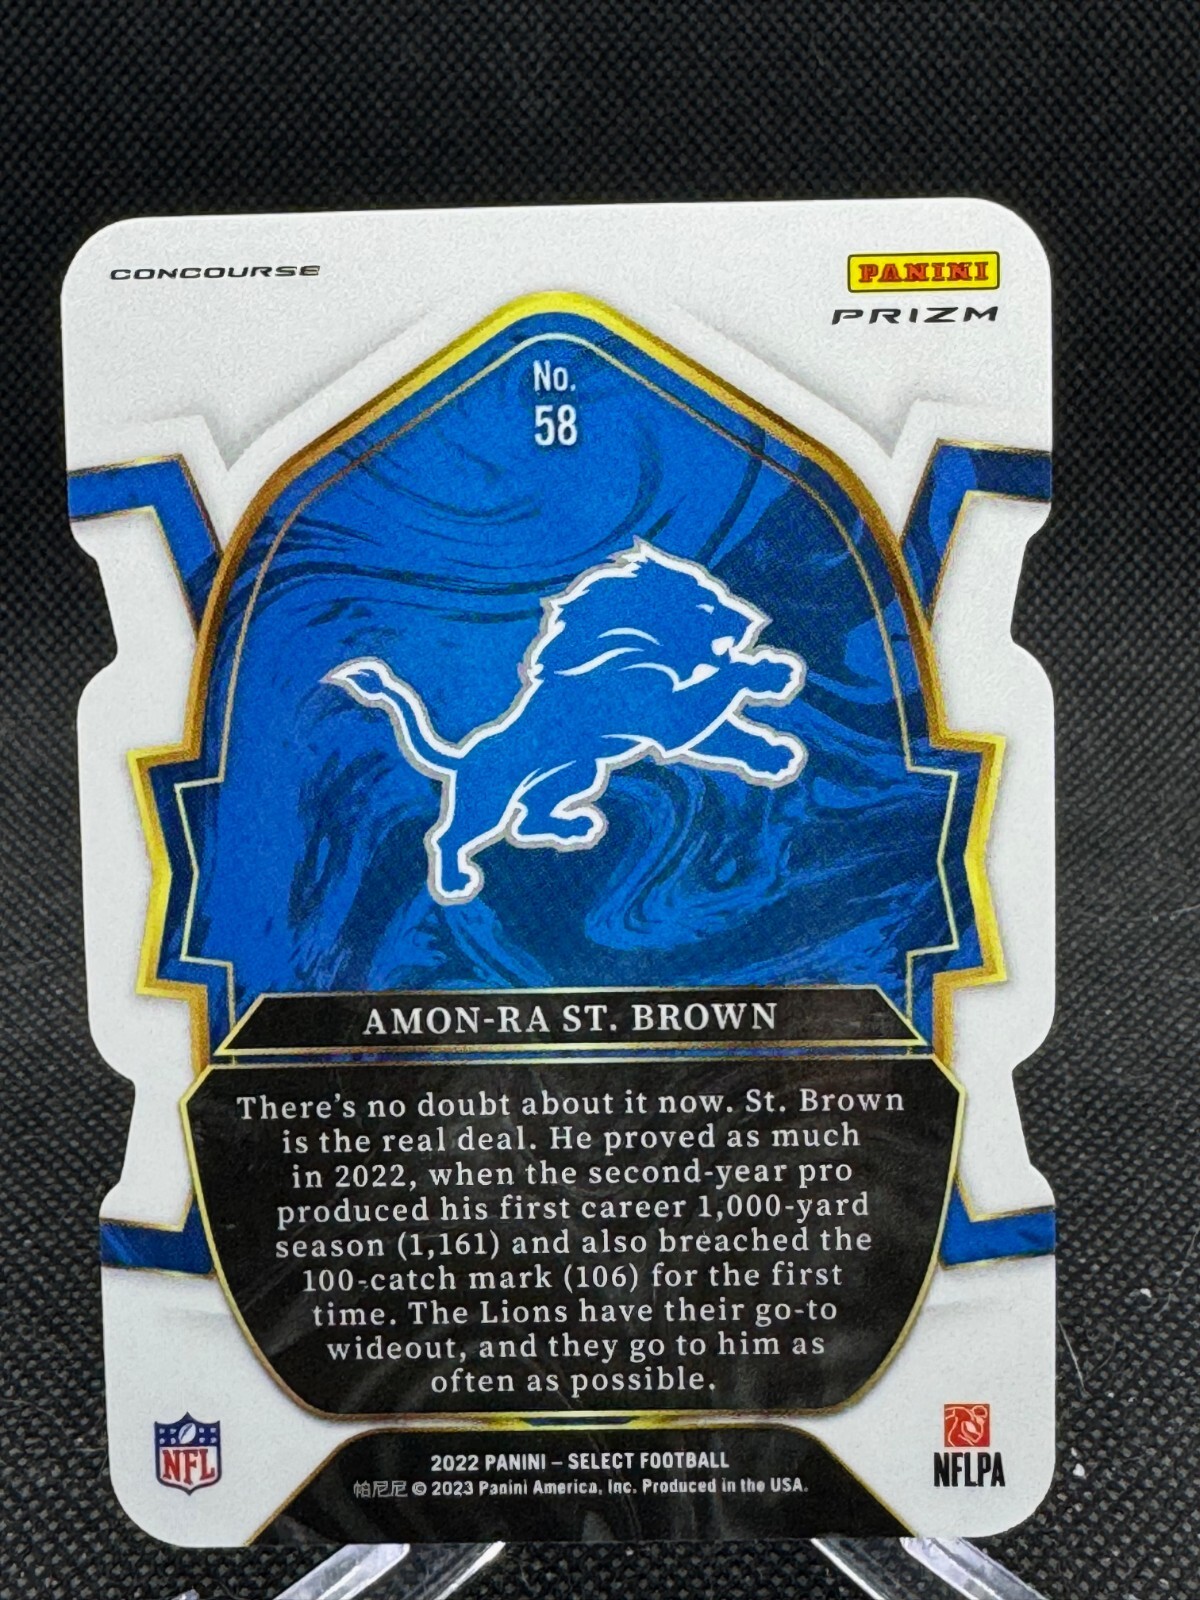 CONCOURSE
PANINI
PRIZM
No.
58
AMON-RA ST. BROWN
There's no doubt about it now. St. Brown
is the real deal. He proved as much
in 2022, when the second-year pro
produced his first career 1,000-yard
season (1,161) and also breached the
100-catch mark (106) for the first
time. The Lions have their go-to
wideout, and they go to him as
often as possible.
NFL
NFLPA
2022 PANINI – SELECT FOOTBALL
帕尼尼 © 2023 Panini America, Inc. Produced in the USA.